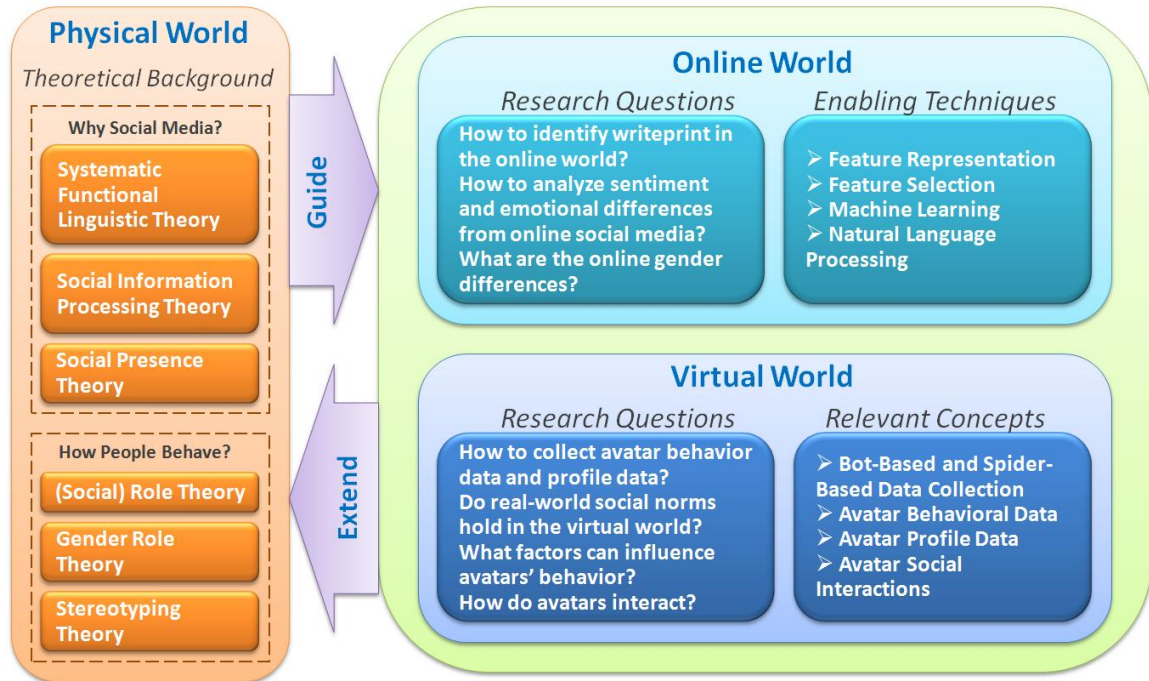 Physical World
Theoretical Background
Why Social Media?
Systematic
Functional
Linguistic Theory
Social Information
Processing Theory
Social Presence
Theory
How People Behave?
(Social) Role Theory
Gender Role
Theory
Stereotyping
Theory
Guide
Extend
Online World
Research Questions
How to identify writeprint in
the online world?
How to analyze sentiment
and emotional differences
from online social media?
What are the online gender
differences?
Enabling Techniques
➢ Feature Representation
➢ Feature Selection
➢ Machine Learning
➢ Natural Language
Processing
Virtual World
Research Questions
How to collect avatar behavior
data and profile data?
Do real-world social norms
hold in the virtual world?
What factors can influence
avatars’ behavior?
How do avatars interact?
Relevant Concepts
➢ Bot-Based and Spider-
Based Data Collection
➢ Avatar Behavioral Data
➢ Avatar Profile Data
➢ Avatar Social
Interactions